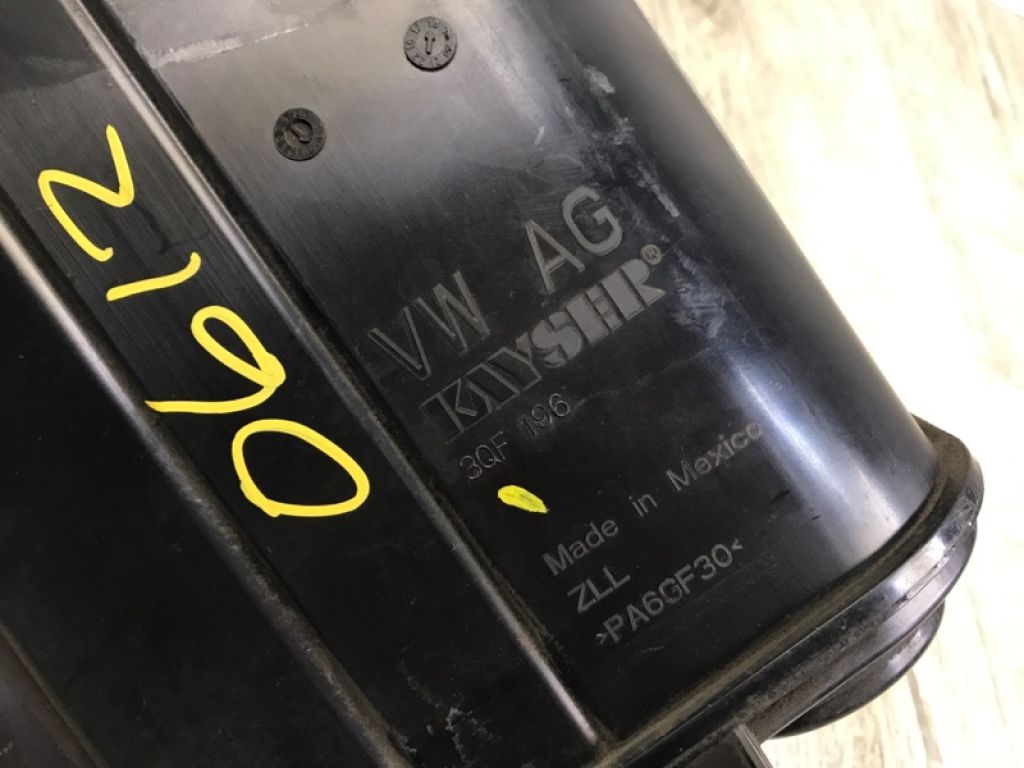 0612
VW AG
KAYSER®
3QF 196
Made in Mexico
ZLL
>PA6GF30<